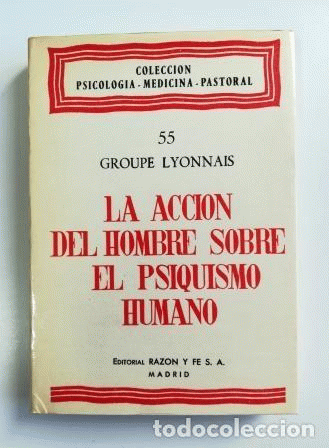 COLECCION
PSICOLOGIA - MEDICINA - PASTORAL
55
GROUPE LYONNAIS
LA ACCION
DEL HOMBRE SOBRE
EL PSIQUISMO
HUMANO
EDITORIAL RAZON Y FE S. A.
MADRID
todocoleccion